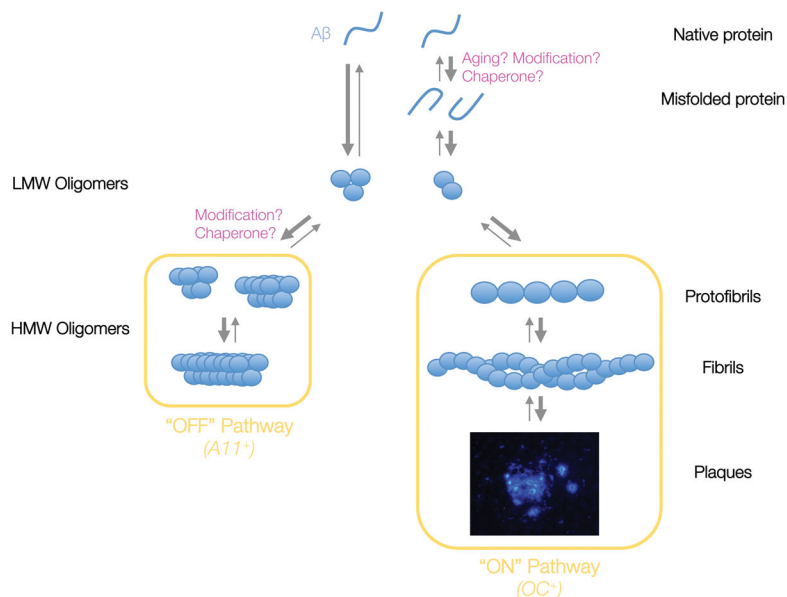 Aβ
Native protein
Aging? Modification?
Chaperone?
Misfolded protein
LMW Oligomers
Modification?
Chaperone?
Protofibrils
HMW Oligomers
Fibrils
"OFF" Pathway
(A11⁺)
Plaques
"ON" Pathway
(OC⁺)